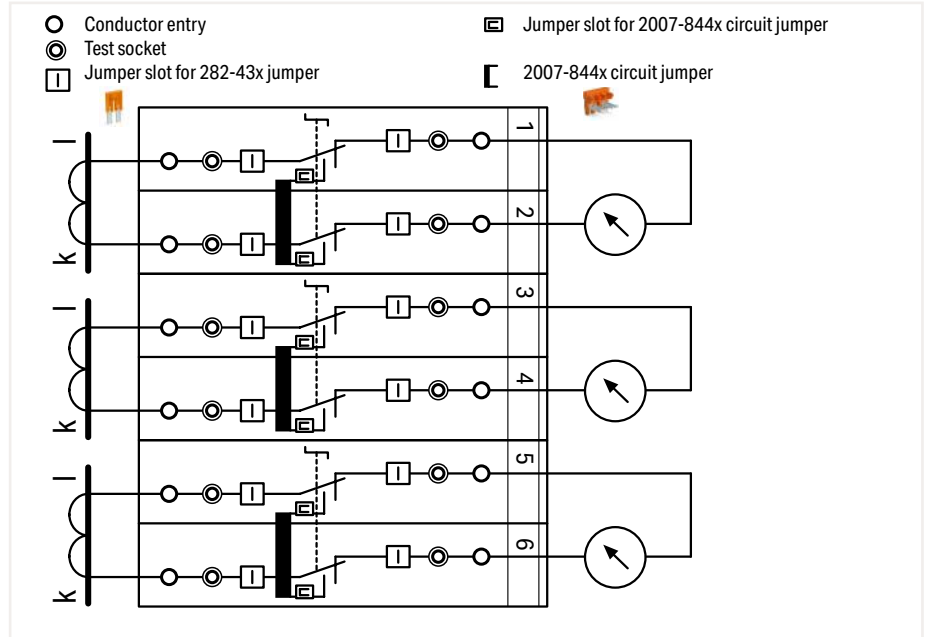 Conductor entry
Test socket
Jumper slot for 282-43x jumper
Jumper slot for 2007-844x circuit jumper
2007-844x circuit jumper
l
k
1
2
l
k
3
4
l
k
5
6